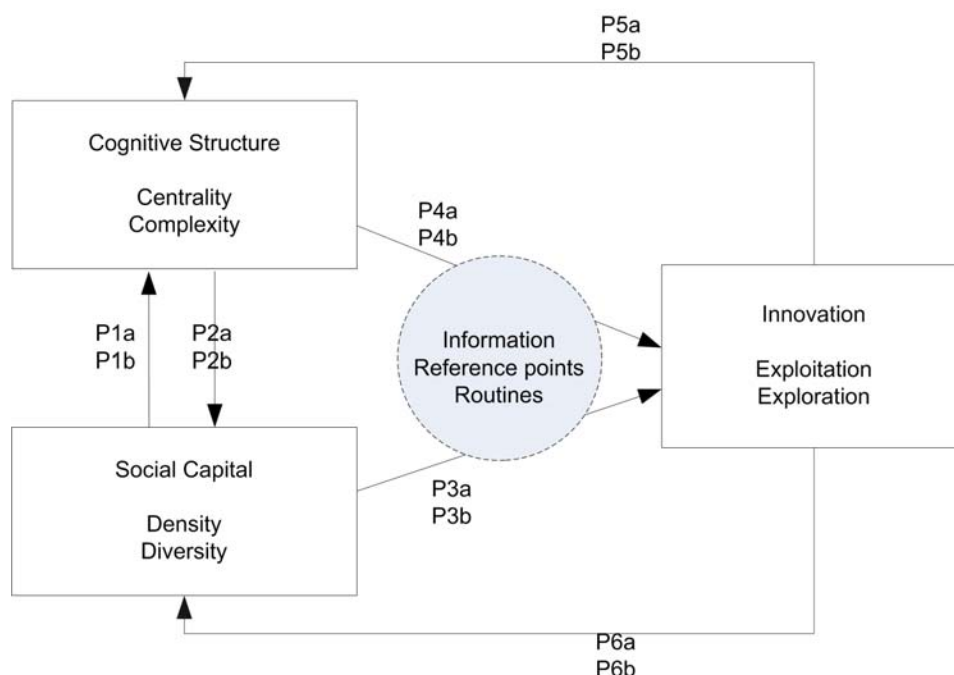 P5a
P5b
Cognitive Structure
Centrality
Complexity
P4a
P4b
P1a
P1b
P2a
P2b
Information
Reference points
Routines
Innovation
Exploitation
Exploration
Social Capital
Density
Diversity
P3a
P3b
P6a
P6b